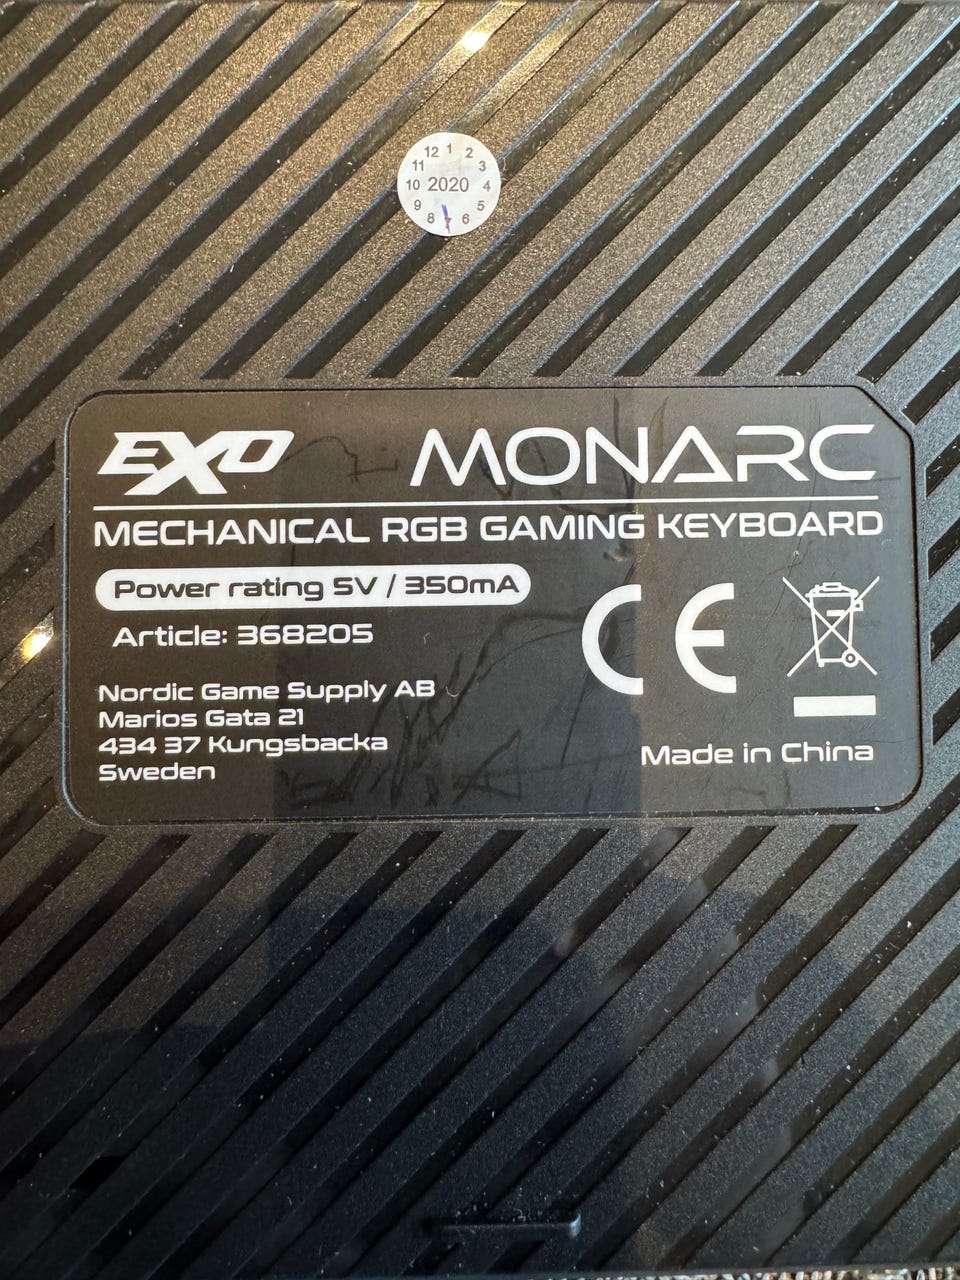 12 1 2
11 3
10 2020 4
9 5
8 6
EXO MONARC
MECHANICAL RGB GAMING KEYBOARD
Power rating 5V / 350mA
Article: 368205
Nordic Game Supply AB
Marios Gata 21
434 37 Kungsbacka
Sweden
CE
Made in China